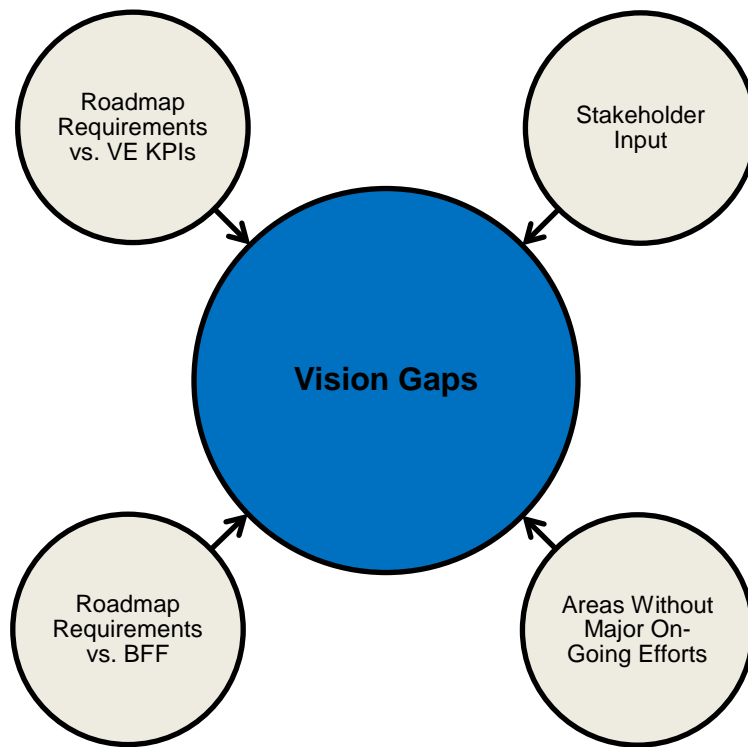 Roadmap
Requirements
vs. VE KPIs
Stakeholder
Input
Vision Gaps
Roadmap
Requirements
vs. BFF
Areas Without
Major On-
Going Efforts